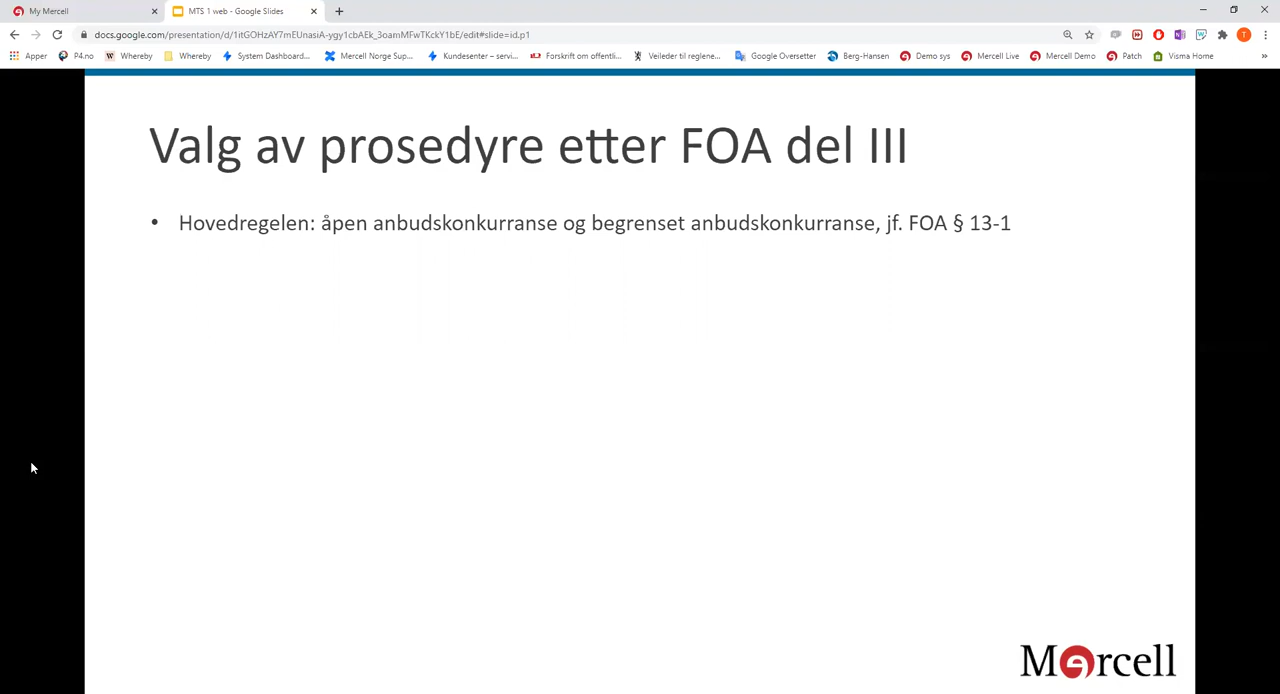 My Mercell
MTS 1 web - Google Slides
docs.google.com/presentation/d/1itGOHzAY7mEUnasiA-ygy1cbAEk_3oamMFwTKckY1bE/edit#slide=id.p1
T
Apper P4.no Whereby Whereby System Dashboard... Mercell Norge Sup... Kundesenter – servi... Forskrift om offentli... Veileder til reglene... Google Oversetter Berg-Hansen Demo sys Mercell Live Mercell Demo Patch Visma Home »
Valg av prosedyre etter FOA del III
• Hovedregelen: åpen anbudskonkurranse og begrenset anbudskonkurranse, jf. FOA § 13-1
Mercell